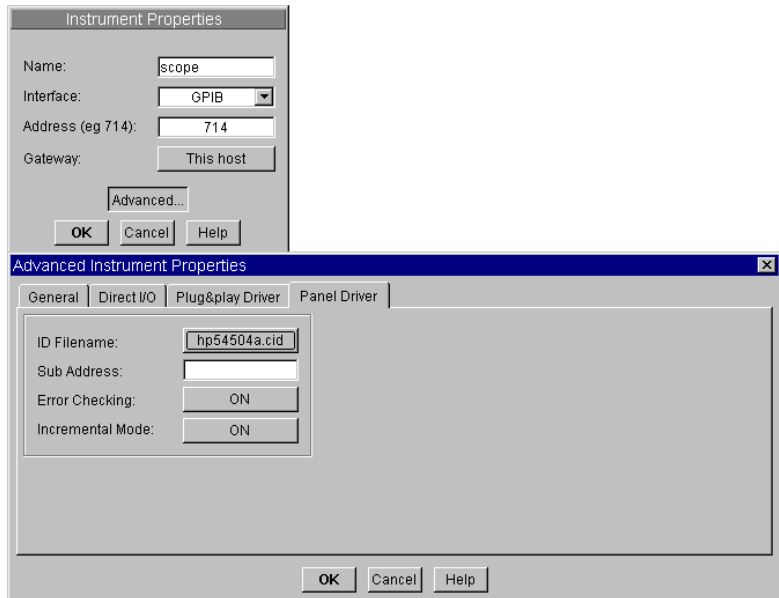 Instrument Properties
Name: scope
Interface: GPIB
Address (eg 714): 714
Gateway: This host
Advanced...
OK Cancel Help
Advanced Instrument Properties
General Direct I/O Plug&play Driver Panel Driver
ID Filename: hp54504a.cid
Sub Address:
Error Checking: ON
Incremental Mode: ON
OK Cancel Help